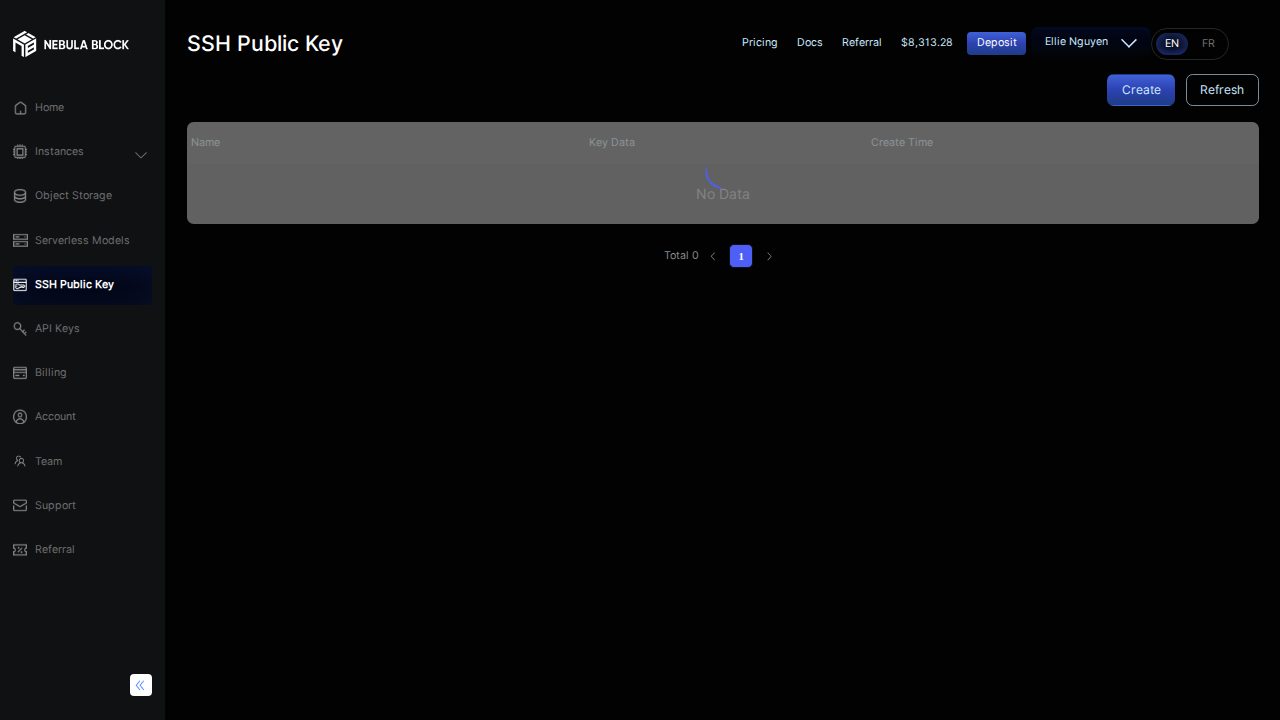 NEBULA BLOCK
Home
Instances
Object Storage
Serverless Models
SSH Public Key
API Keys
Billing
Account
Team
Support
Referral
SSH Public Key
Pricing Docs Referral $8,313.28 Deposit Ellie Nguyen EN FR
Create Refresh
Name Key Data Create Time
No Data
Total 0 1